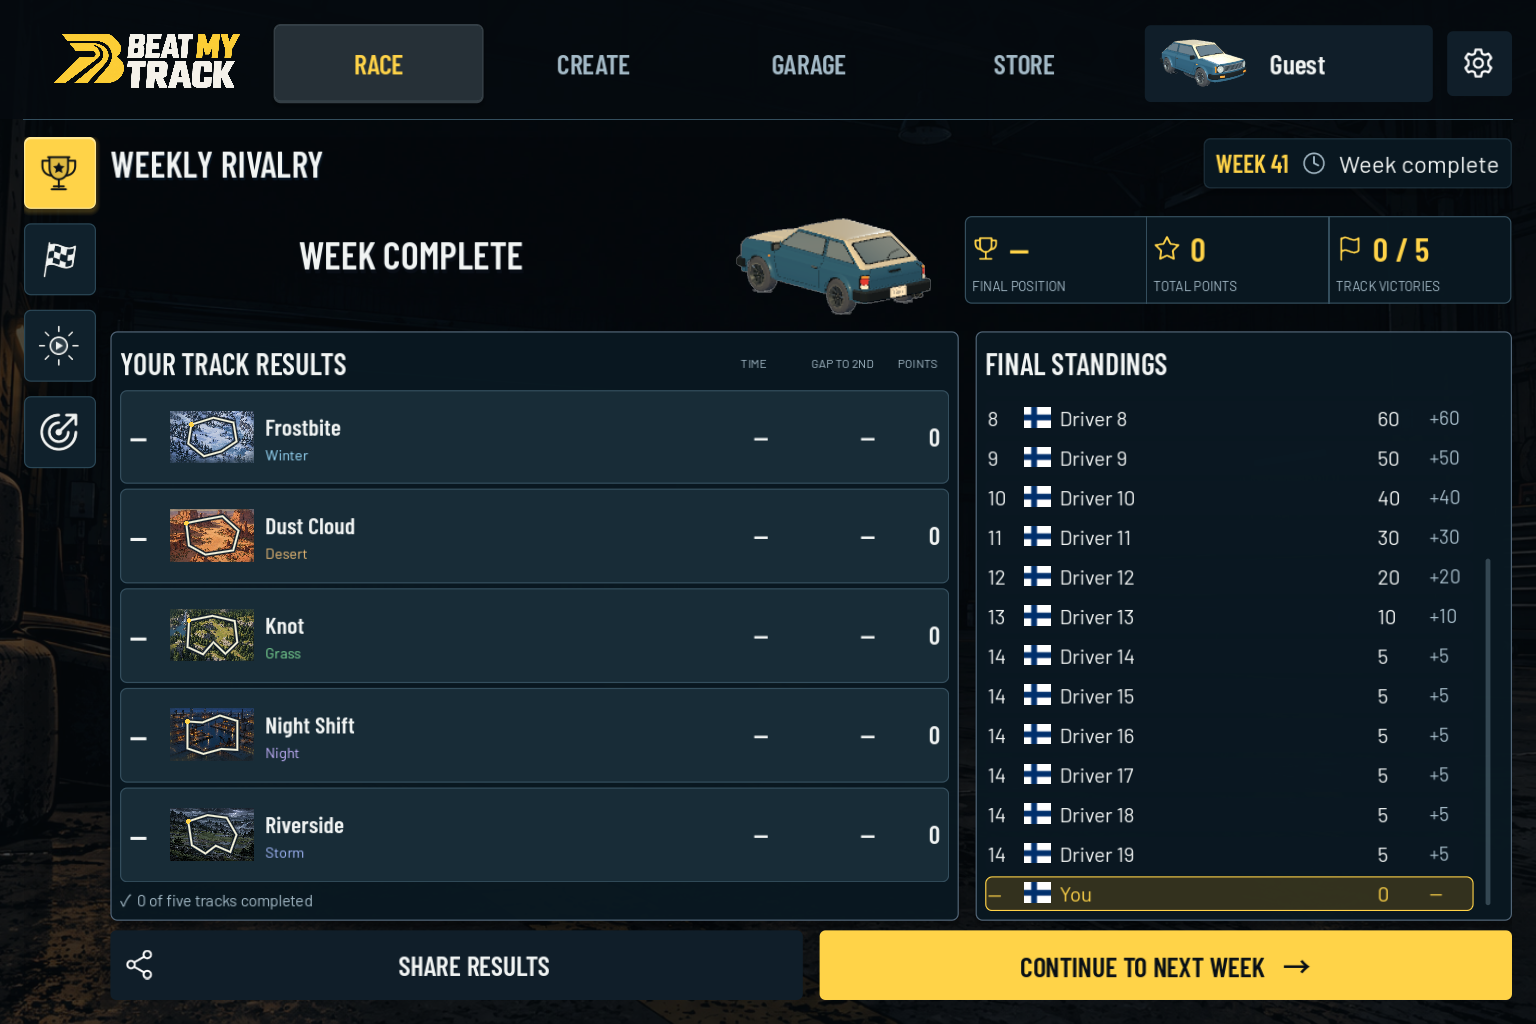 BEAT MY TRACK
RACE
CREATE
GARAGE
STORE
Guest
WEEKLY RIVALRY
WEEK 41 Week complete
WEEK COMPLETE
– 0 0 / 5
FINAL POSITION TOTAL POINTS TRACK VICTORIES
YOUR TRACK RESULTS TIME GAP TO 2ND POINTS
– Frostbite – – 0
Winter
– Dust Cloud – – 0
Desert
– Knot – – 0
Grass
– Night Shift – – 0
Night
– Riverside – – 0
Storm
✓ 0 of five tracks completed
FINAL STANDINGS
8 Driver 8 60 +60
9 Driver 9 50 +50
10 Driver 10 40 +40
11 Driver 11 30 +30
12 Driver 12 20 +20
13 Driver 13 10 +10
14 Driver 14 5 +5
14 Driver 15 5 +5
14 Driver 16 5 +5
14 Driver 17 5 +5
14 Driver 18 5 +5
14 Driver 19 5 +5
– You 0 –
SHARE RESULTS
CONTINUE TO NEXT WEEK →